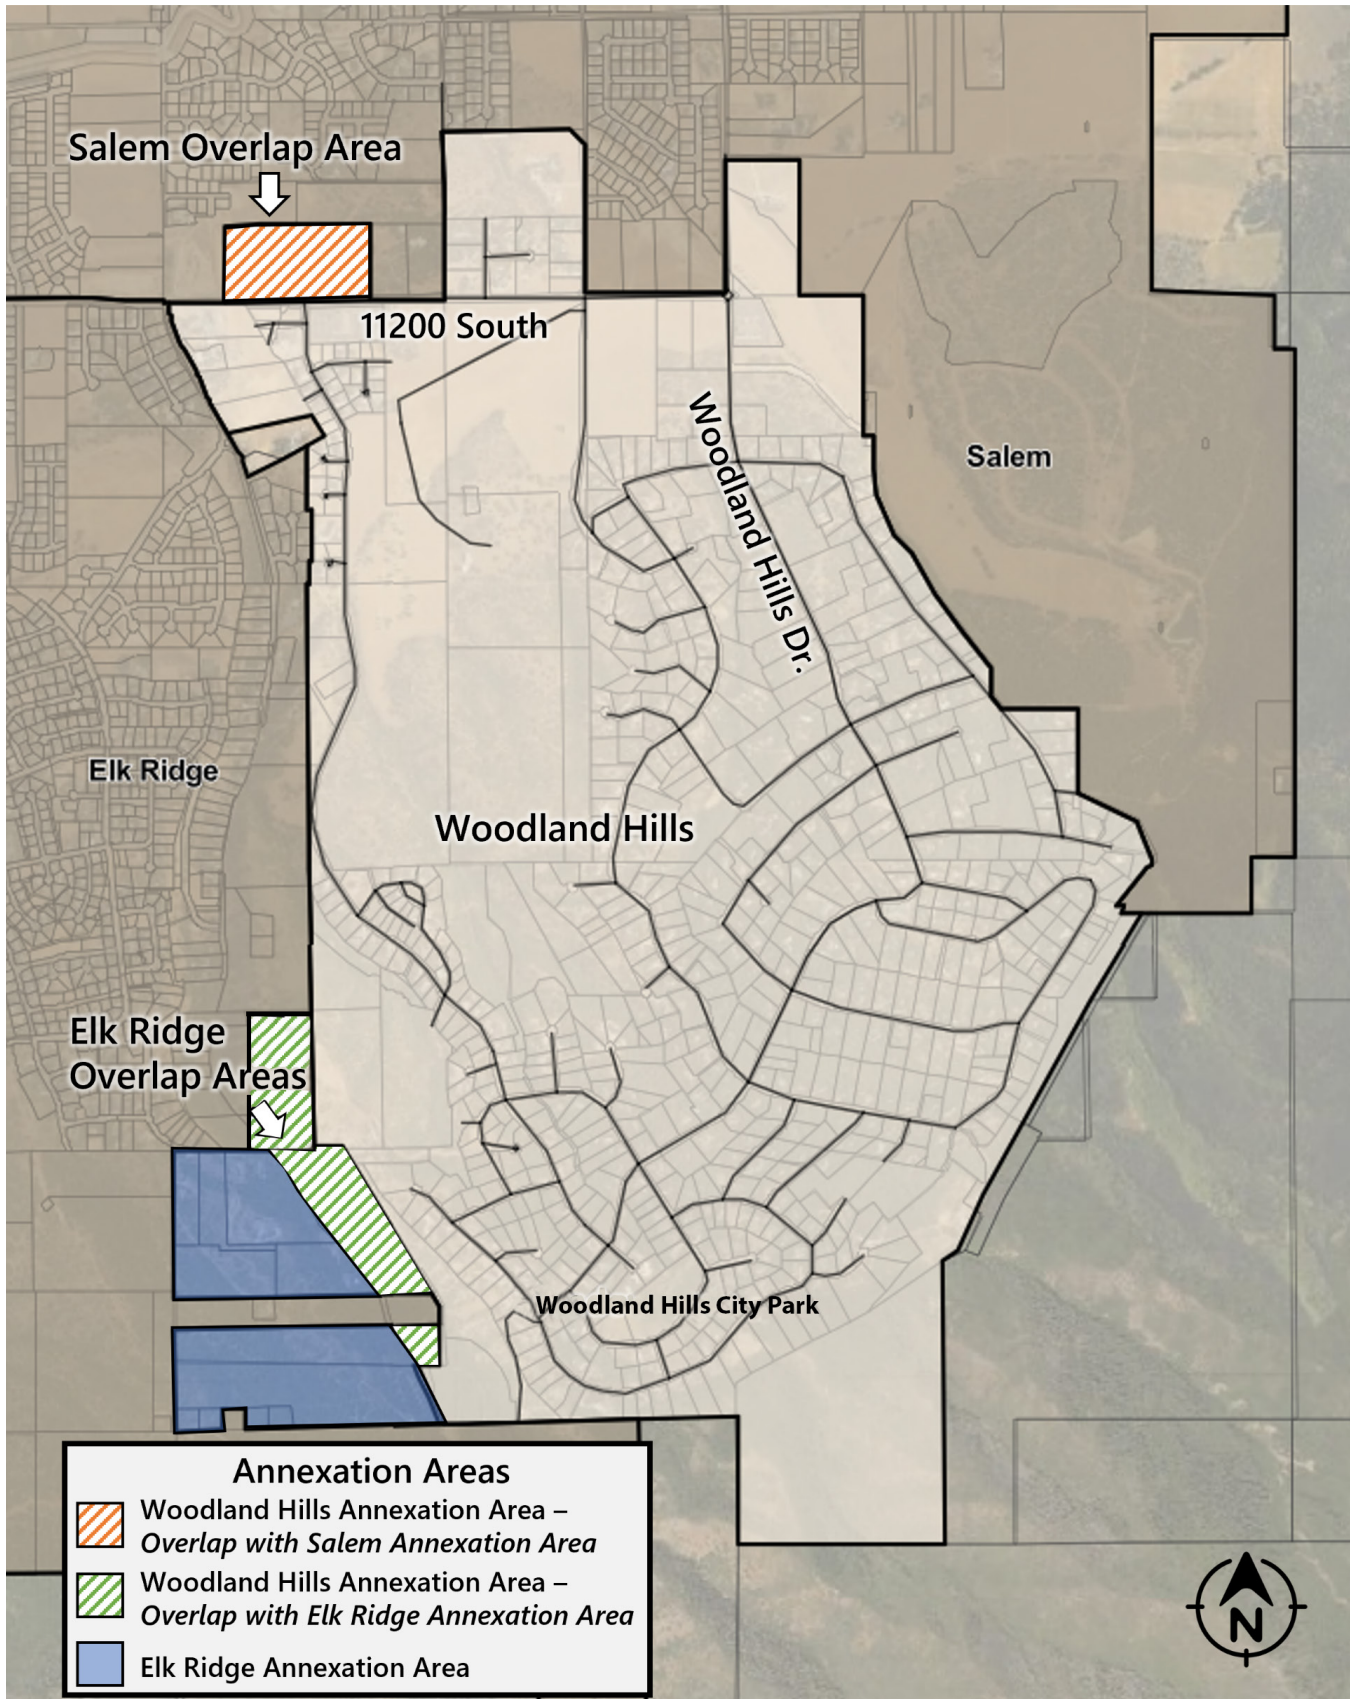 Salem Overlap Area
11200 South
Woodland Hills Dr.
Salem
Elk Ridge
Woodland Hills
Elk Ridge
Overlap Areas
Woodland Hills City Park
Annexation Areas
Woodland Hills Annexation Area –
Overlap with Salem Annexation Area
Woodland Hills Annexation Area –
Overlap with Elk Ridge Annexation Area
Elk Ridge Annexation Area
N